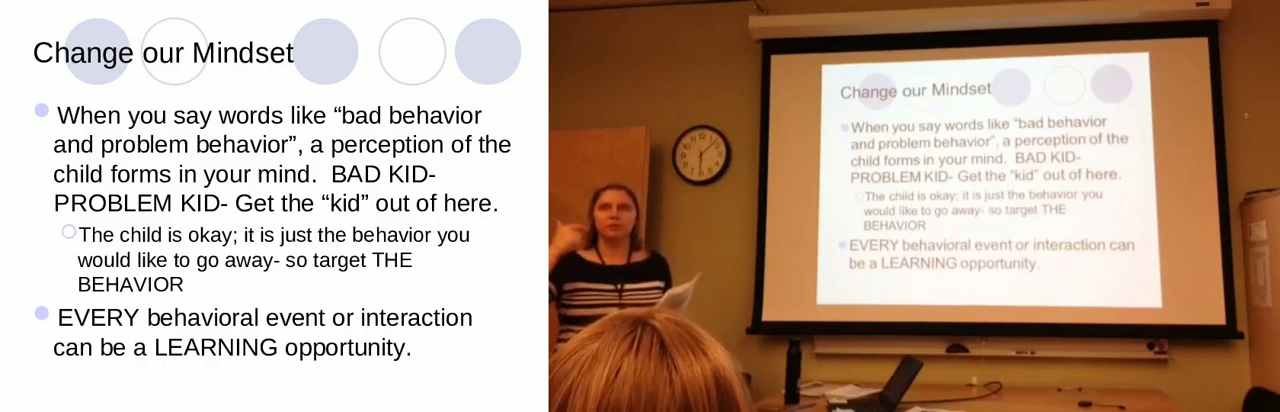 Change our Mindset
When you say words like “bad behavior
and problem behavior”, a perception of the
child forms in your mind.  BAD KID-
PROBLEM KID- Get the “kid” out of here.
The child is okay; it is just the behavior you
would like to go away- so target THE
BEHAVIOR
EVERY behavioral event or interaction
can be a LEARNING opportunity.
Change our Mindset
When you say words like “bad behavior
and problem behavior”, a perception of the
child forms in your mind.  BAD KID-
PROBLEM KID- Get the “kid” out of here.
The child is okay; it is just the behavior you
would like to go away- so target THE
BEHAVIOR
EVERY behavioral event or interaction can
be a LEARNING opportunity.